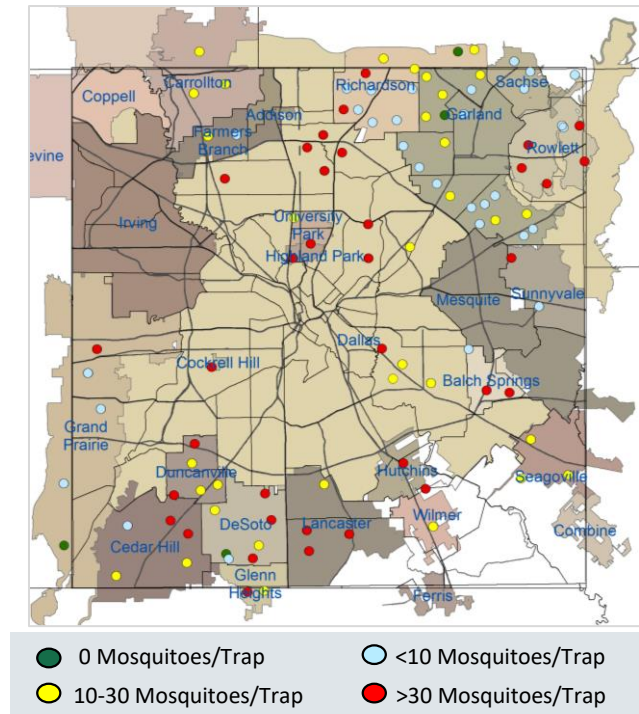 Carrollton
Richardson
Sachse
Coppell
Addison
Garland
evine
Farmers
Branch
Rowlett
Irving
University
Park
Highland Park
Mesquite
Sunnyvale
Dallas
Cockrell Hill
Balch Springs
Grand
Prairie
Duncanville
Hutchins
Seagoville
DeSoto
Lancaster
Wilmer
Combine
Cedar Hill
Glenn
Heights
Ferris
0 Mosquitoes/Trap
<10 Mosquitoes/Trap
10-30 Mosquitoes/Trap
>30 Mosquitoes/Trap